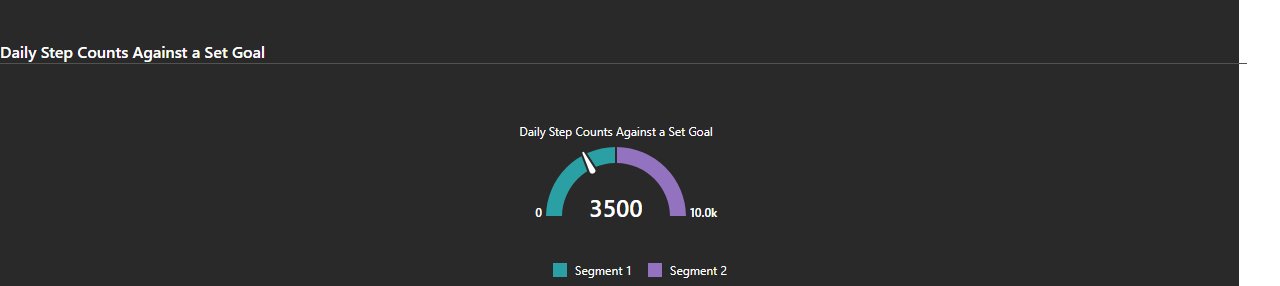 Daily Step Counts Against a Set Goal
Daily Step Counts Against a Set Goal
3500
0
10.0k
Segment 1
Segment 2